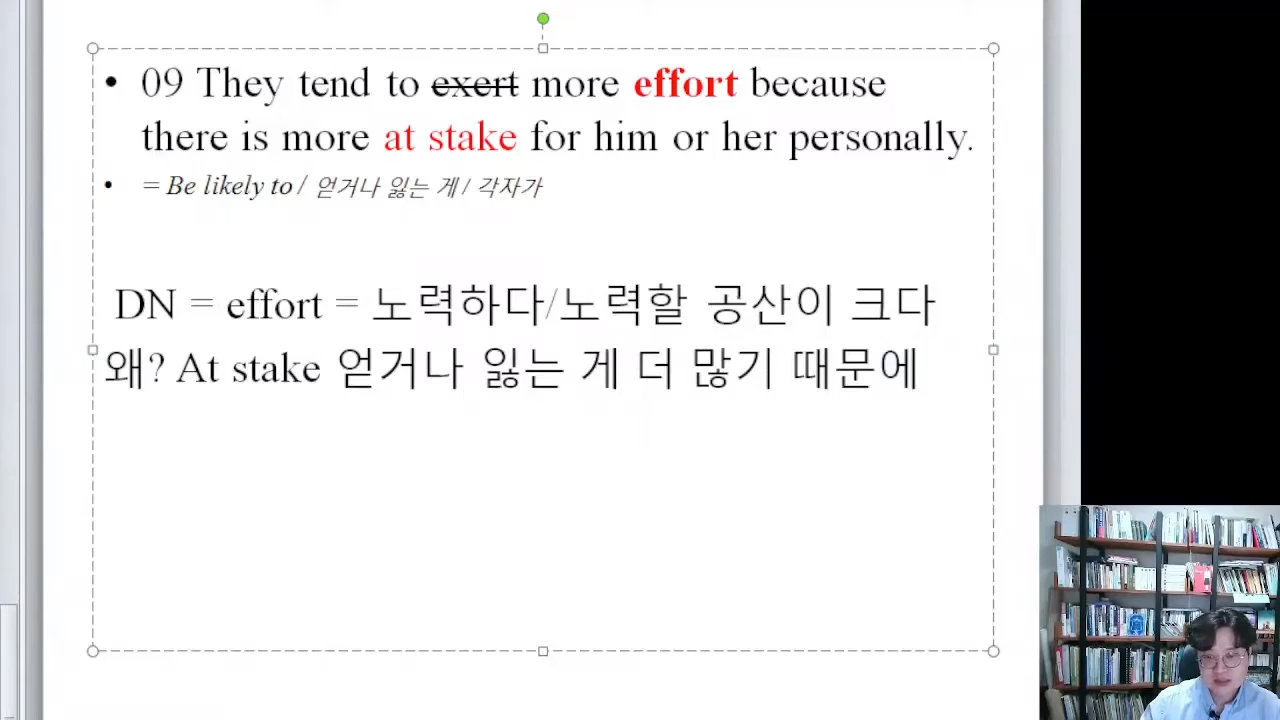 • 09 They tend to exert more effort because
there is more at stake for him or her personally.
• = Be likely to / 얻거나 잃는 게 / 각자가
DN = effort = 노력하다/노력할 공산이 크다
왜? At stake 얻거나 잃는 게 더 많기 때문에